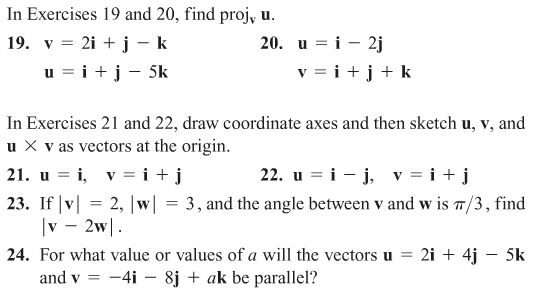 In Exercises 19 and 20, find projᵥ u.
19. v = 2i + j − k 20. u = i − 2j
u = i + j − 5k v = i + j + k
In Exercises 21 and 22, draw coordinate axes and then sketch u, v, and
u × v as vectors at the origin.
21. u = i, v = i + j 22. u = i − j, v = i + j
23. If |v| = 2, |w| = 3, and the angle between v and w is π/3, find
|v − 2w|.
24. For what value or values of a will the vectors u = 2i + 4j − 5k
and v = −4i − 8j + ak be parallel?